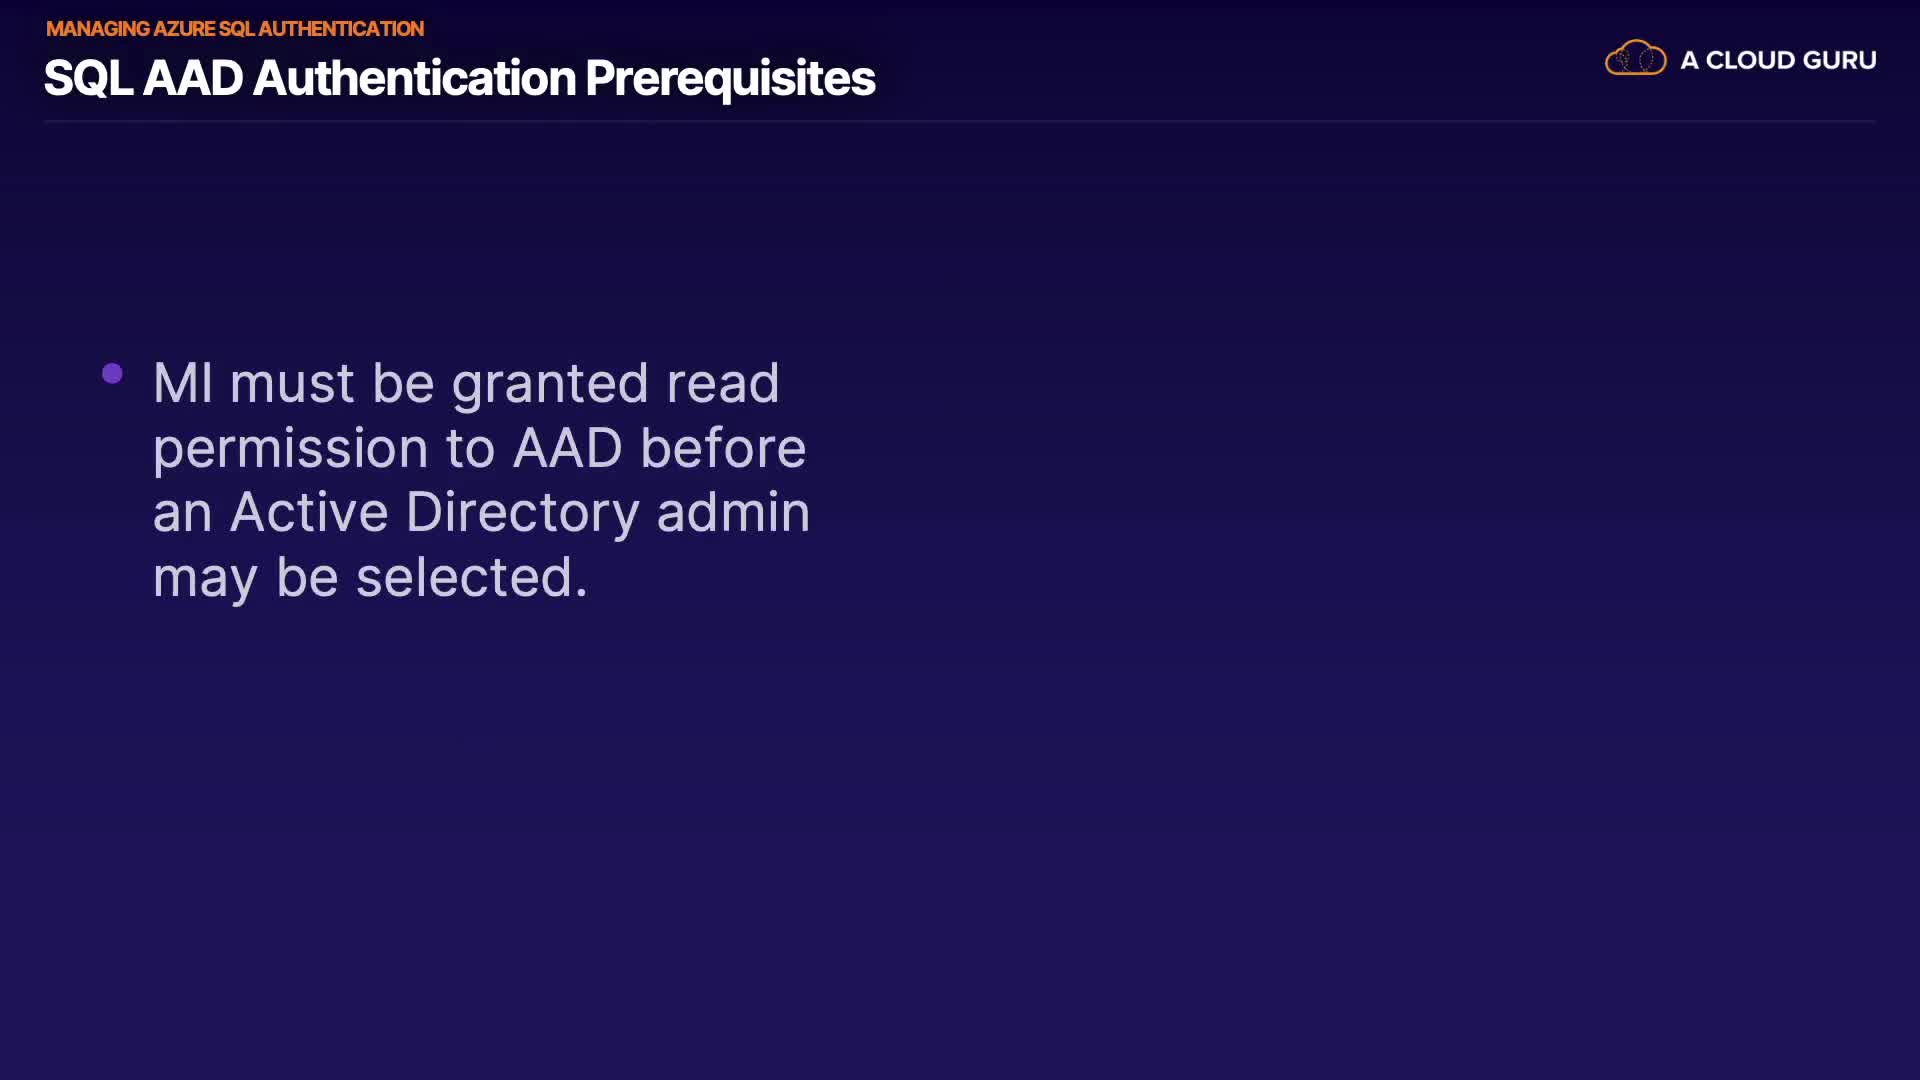 MANAGING AZURE SQL AUTHENTICATION
SQL AAD Authentication Prerequisites
A CLOUD GURU
MI must be granted read
permission to AAD before
an Active Directory admin
may be selected.